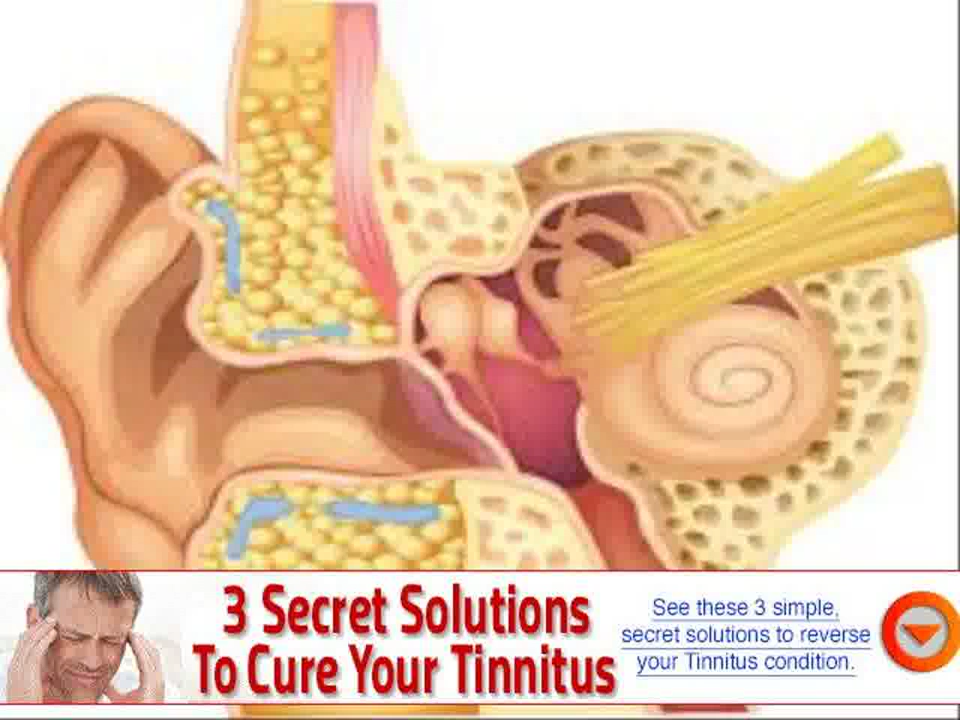 3 Secret Solutions
To Cure Your Tinnitus
See these 3 simple,
secret solutions to reverse
your Tinnitus condition.